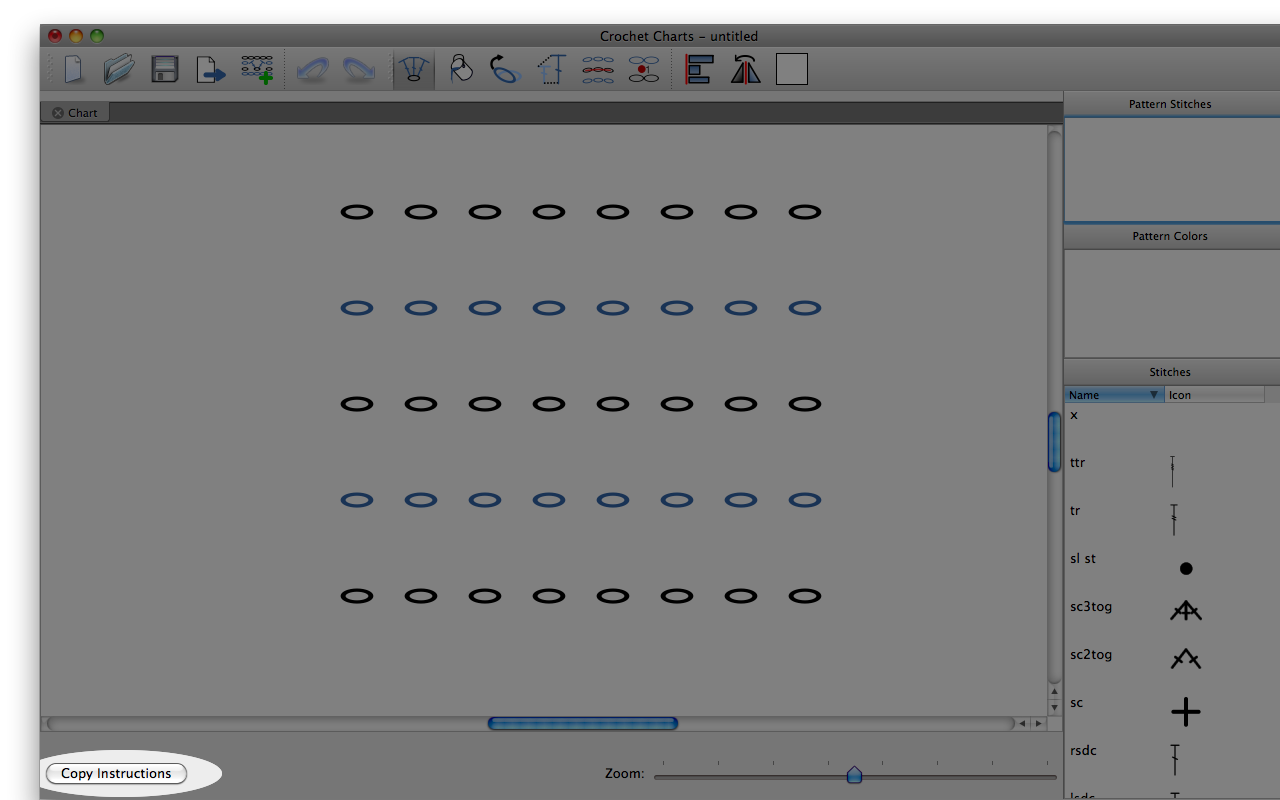 Crochet Charts – untitled
Chart
Pattern Stitches
Pattern Colors
Stitches
Name Icon
x
ttr
tr
sl st
sc3tog
sc2tog
sc
rsdc
lsdc
Copy Instructions
Zoom: